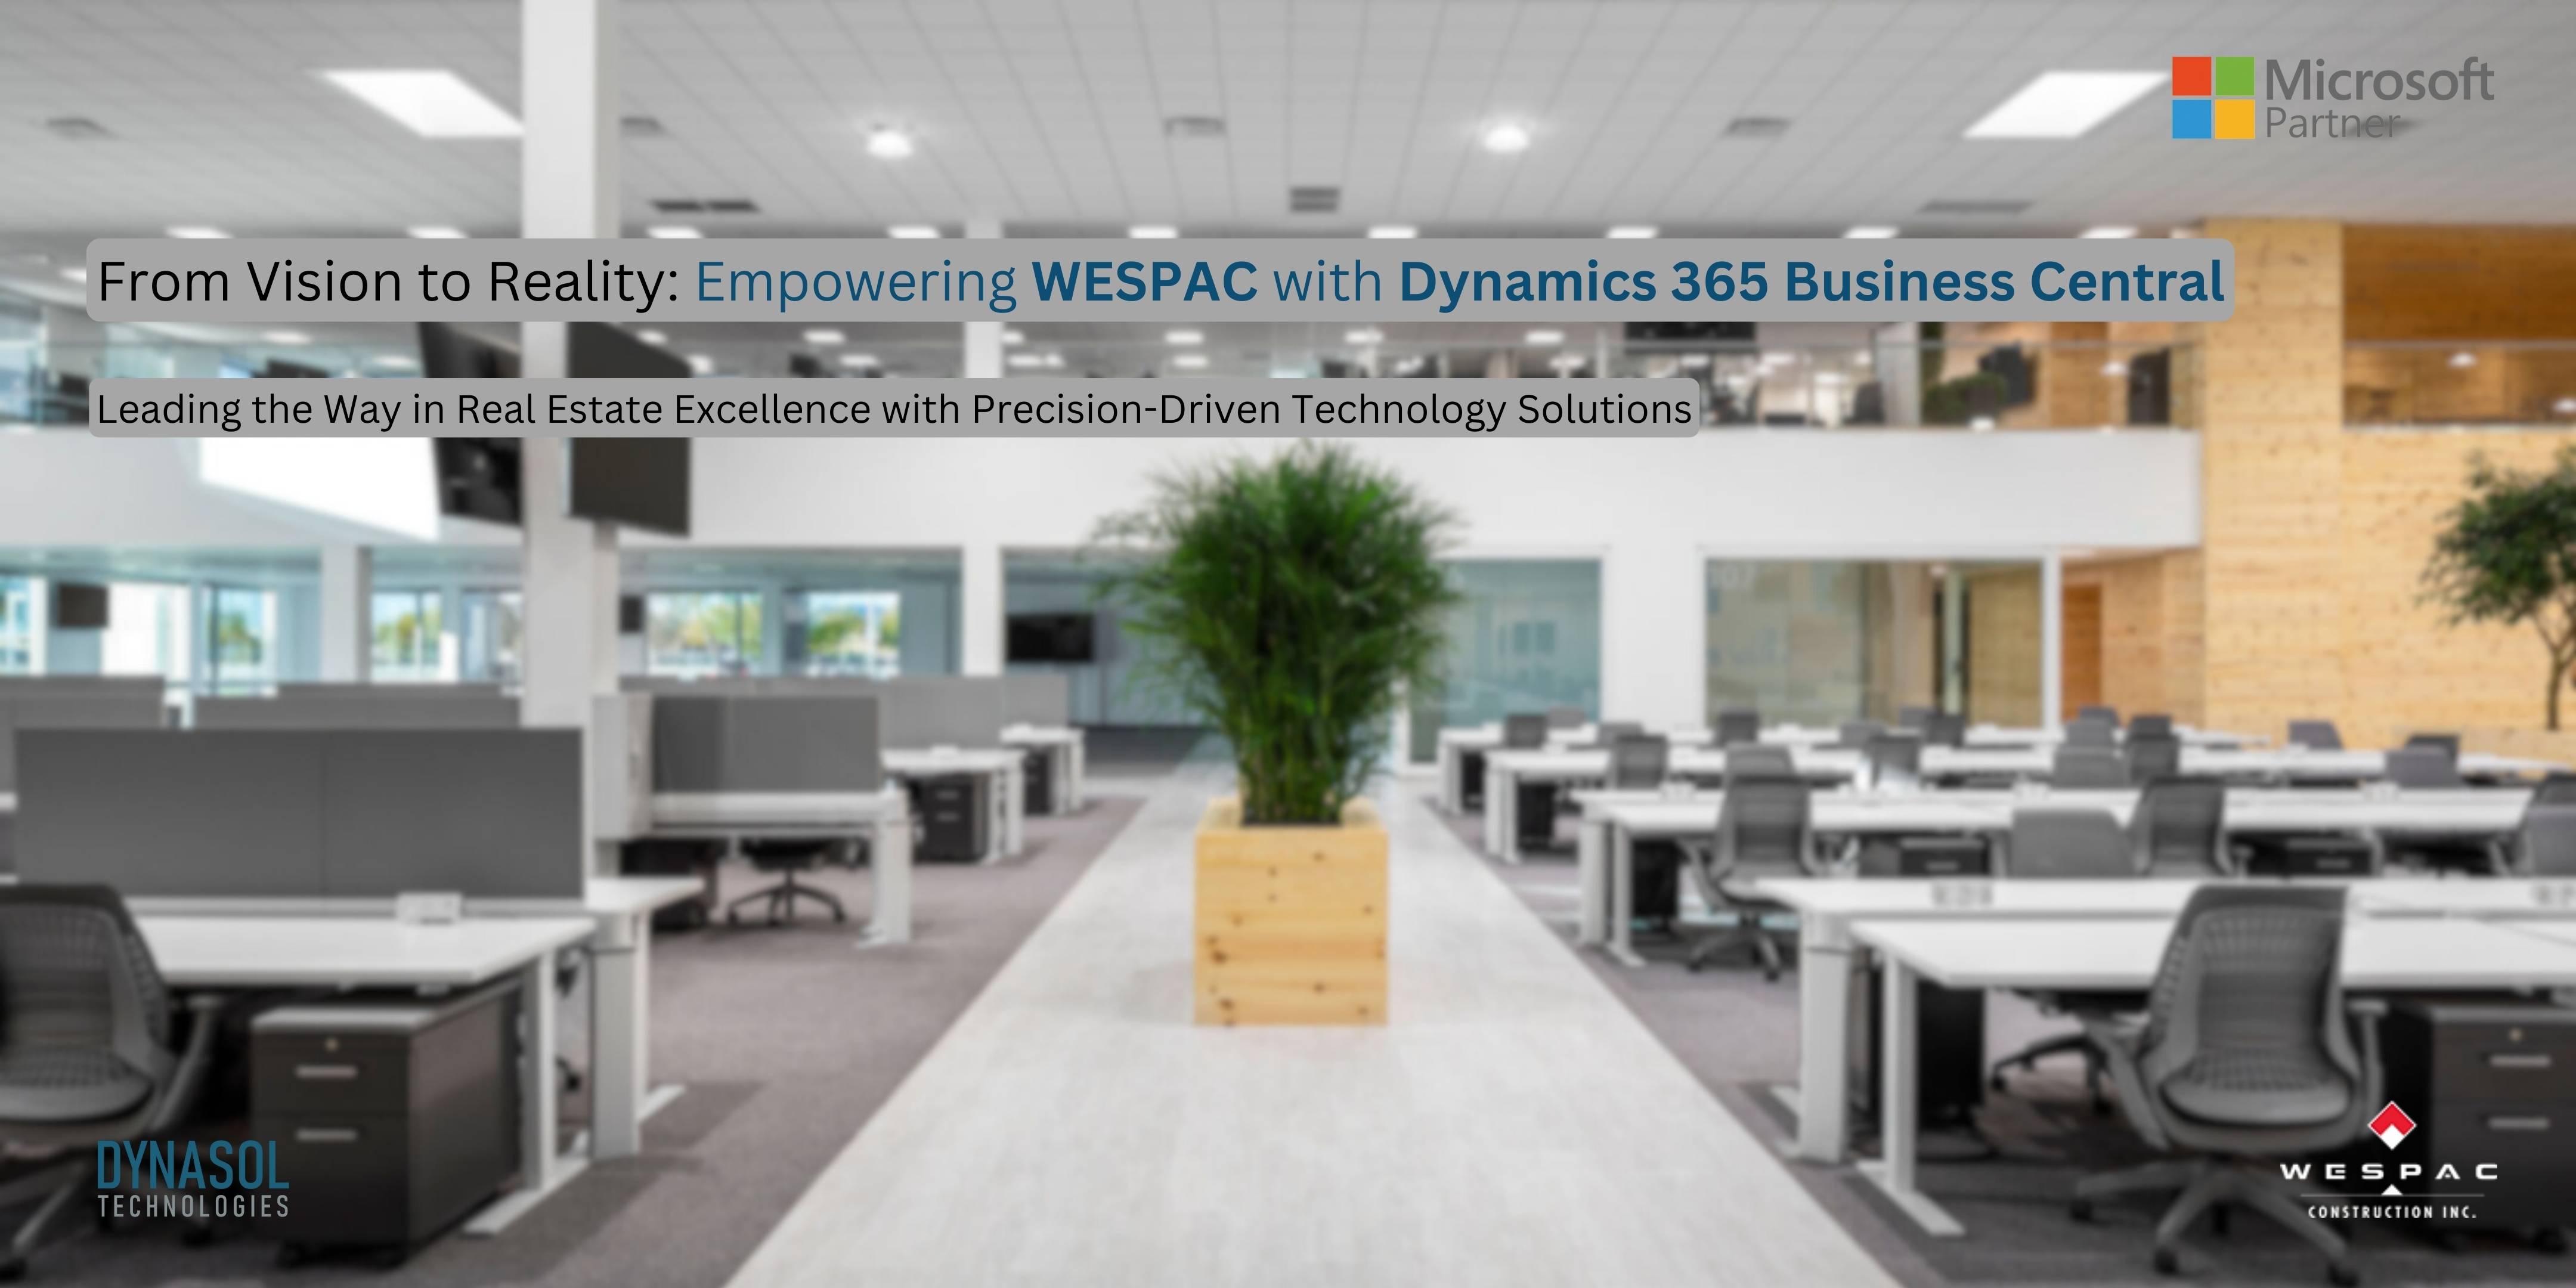 Microsoft
Partner
From Vision to Reality: Empowering WESPAC with Dynamics 365 Business Central
Leading the Way in Real Estate Excellence with Precision-Driven Technology Solutions
DYNASOL
TECHNOLOGIES
WESPAC
CONSTRUCTION INC.